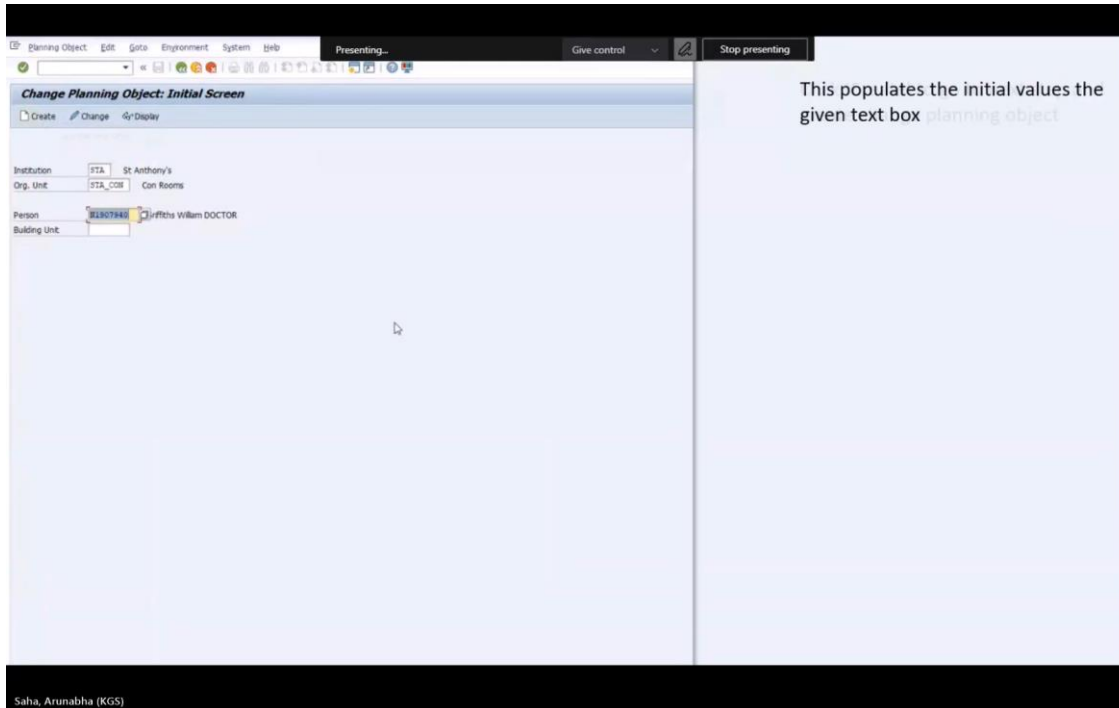 Planning Object Edit Goto Environment System Help
Presenting...
Give control
Stop presenting
Change Planning Object: Initial Screen
Create Change Display
This populates the initial values the
given text box planning object
Institution STA St Anthony's
Org. Unit STA_CON Con Rooms
Person Griffiths William DOCTOR
Building Unit
Saha, Arunabha (KGS)